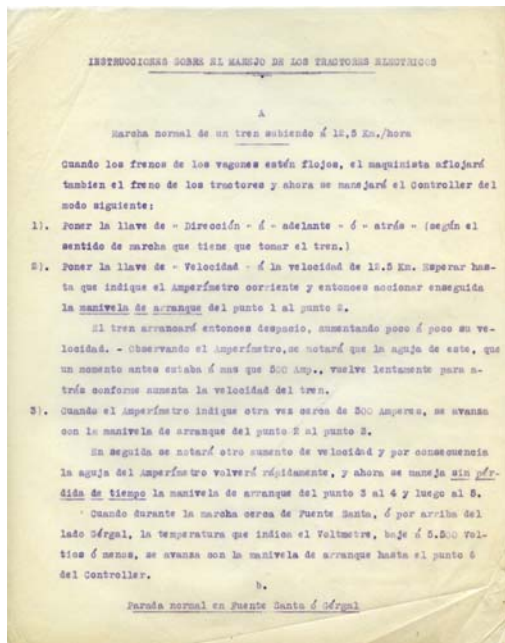 INSTRUCCIONES SOBRE EL MANEJO DE LOS TRACTORES ELECTRICOS
A
Marcha normal de un tren subiendo á 12,5 Km./hora
Cuando los frenos de los vagones estén flojos, el maquinista aflojará
tambien el freno de los tractores y ahora se manejará el Controller del
modo siguiente:
1). Poner la llave de " Dirección " á " adelante " ó " atrás " (según el
sentido de marcha que tiene que tomar el tren.)
2). Poner la llave de " Velocidad " á la velocidad de 12.5 Km. Esperar has-
ta que indique el Amperímetro corriente y entonces accionar enseguida
la manivela de arranque del punto 1 al punto 2.
El tren arrancará entonces despacio, aumentando poco á poco su ve-
locidad. - Observando el Amperímetro, se notará que la aguja de este, que
un momento antes estaba á mas que 500 Amp., vuelve lentamente para a-
trás conforme aumenta la velocidad del tren.
3). Cuando el Amperímetro indique otra vez cerca de 300 Amperes, se avanza
con la manivela de arranque del punto 2 al punto 3.
En seguida se notará otro aumento de velocidad y por consecuencia
la aguja del Amperímetro volverá rápidamente, y ahora se maneja sin pér-
dida de tiempo la manivela de arranque del punto 3 al 4 y luego al 5.
Cuando durante la marcha cerca de Fuente Santa, ó por arriba del
lado Gérgal, la temperatura que indica el Voltmetre, baje á 5.500 Vol-
tios ó menos, se avanza con la manivela de arranque hasta el punto 6
del Controller.
b.
Parada normal en Fuente Santa ó Gérgal